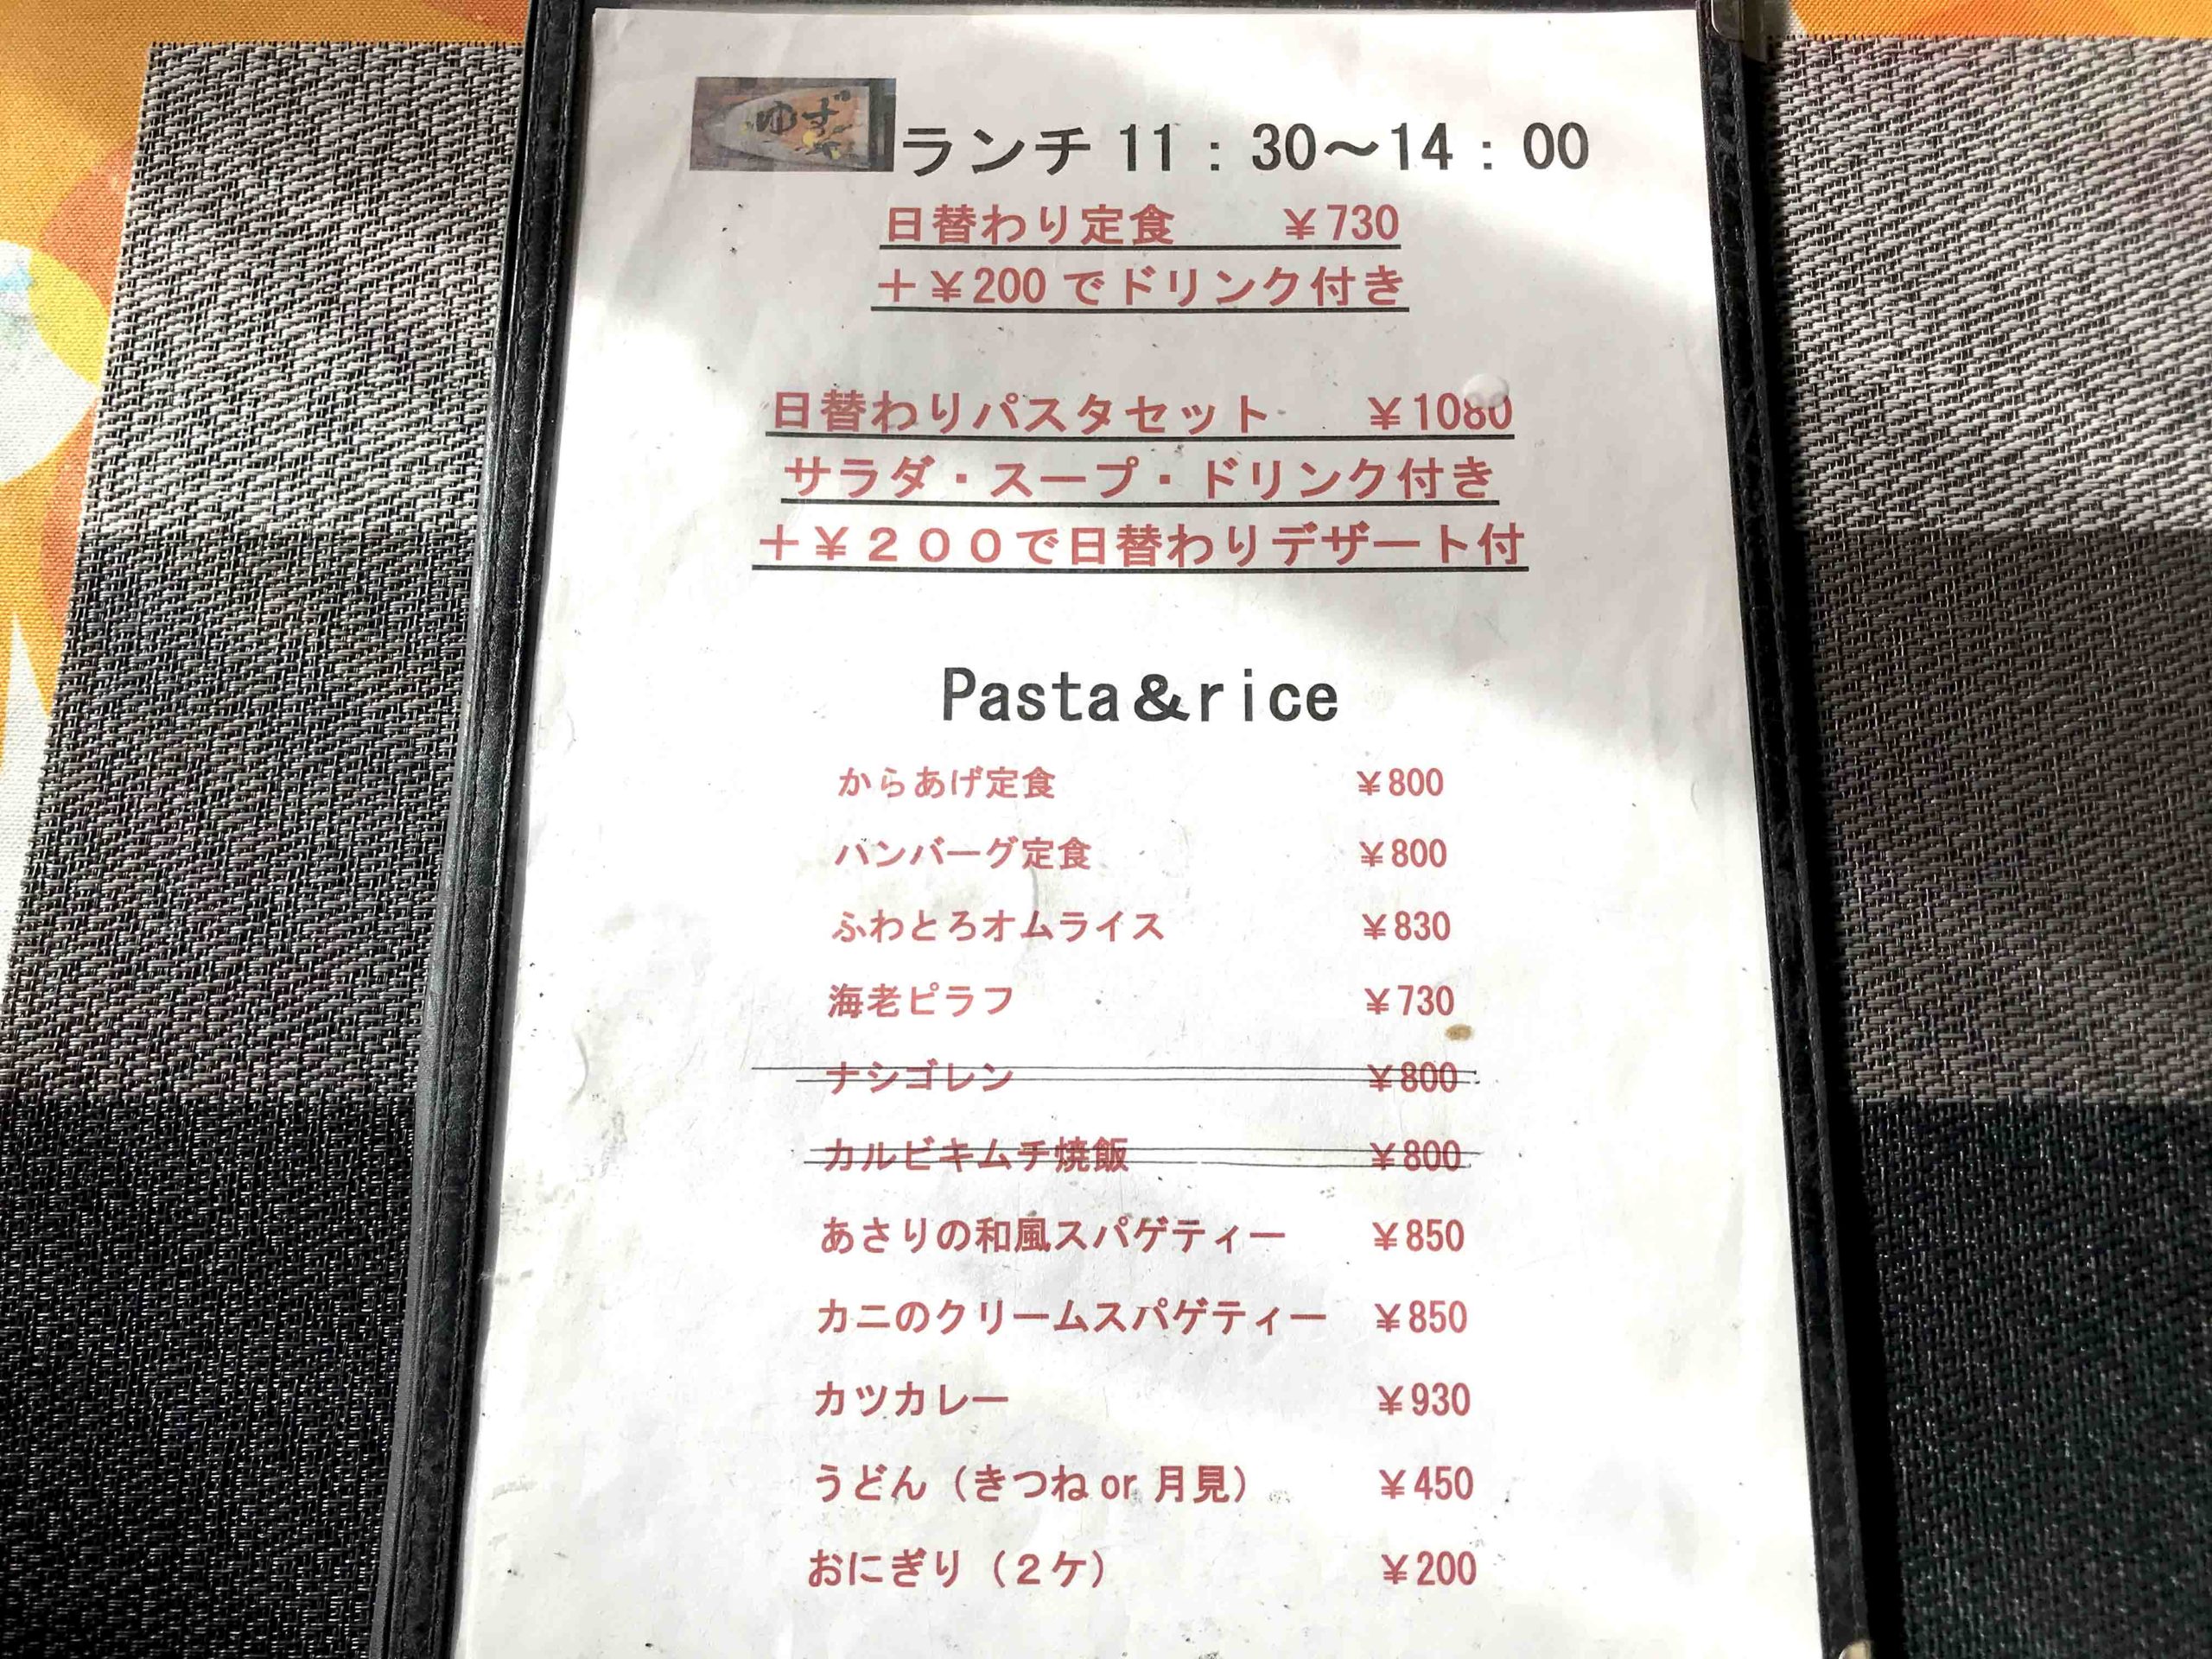 ゆず
ランチ 11：30～14：00
日替わり定食　￥730
＋￥200 でドリンク付き
日替わりパスタセット　￥1080
サラダ・スープ・ドリンク付き
＋￥２００で日替わりデザート付
Pasta＆rice
からあげ定食　￥800
ハンバーグ定食　￥800
ふわとろオムライス　￥830
海老ピラフ　￥730
ナシゴレン　￥800
カルビキムチ焼飯　￥800
あさりの和風スパゲティー　￥850
カニのクリームスパゲティー　￥850
カツカレー　￥930
うどん（きつね or 月見）　￥450
おにぎり（２ケ）　￥200